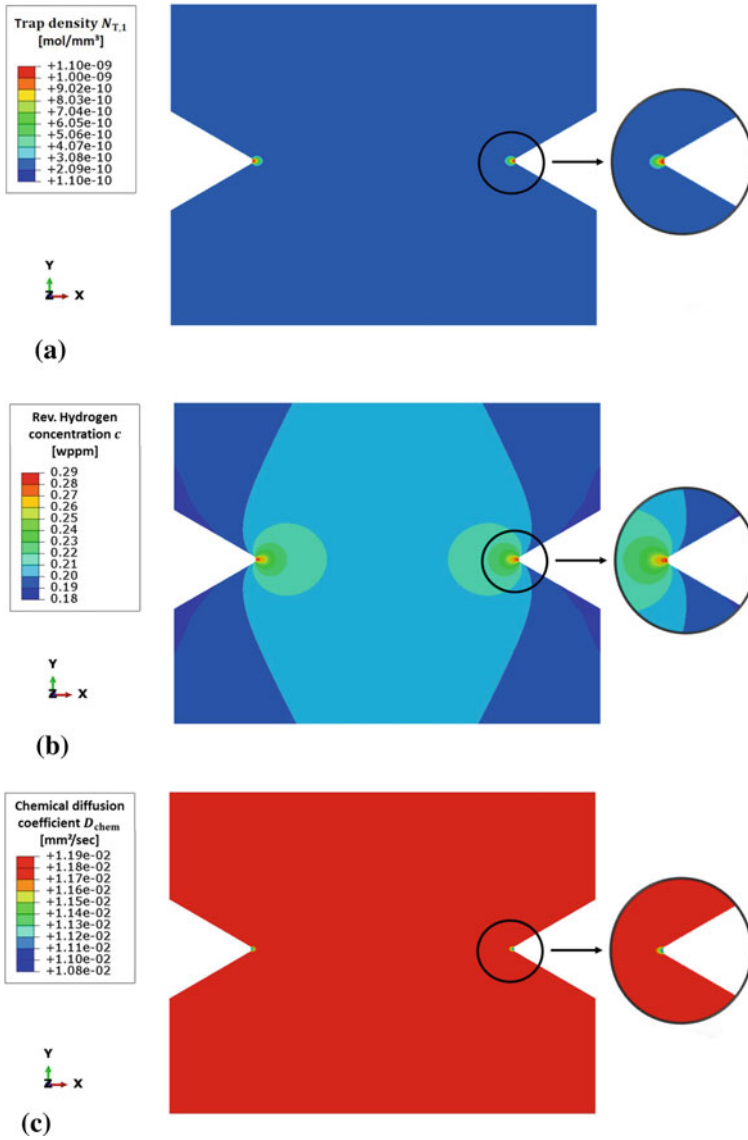 Trap density N_T,1
[mol/mm³]
+1.10e-09
+1.00e-09
+9.02e-10
+8.03e-10
+7.04e-10
+6.05e-10
+5.06e-10
+4.07e-10
+3.08e-10
+2.09e-10
+1.10e-10
Y
Z X
(a)
Rev. Hydrogen
concentration c
[wppm]
0.29
0.28
0.27
0.26
0.25
0.24
0.23
0.22
0.21
0.20
0.19
0.18
Y
Z X
(b)
Chemical diffusion
coefficient D_chem
[mm²/sec]
+1.19e-02
+1.18e-02
+1.17e-02
+1.16e-02
+1.15e-02
+1.14e-02
+1.13e-02
+1.12e-02
+1.11e-02
+1.10e-02
+1.08e-02
Y
Z X
(c)